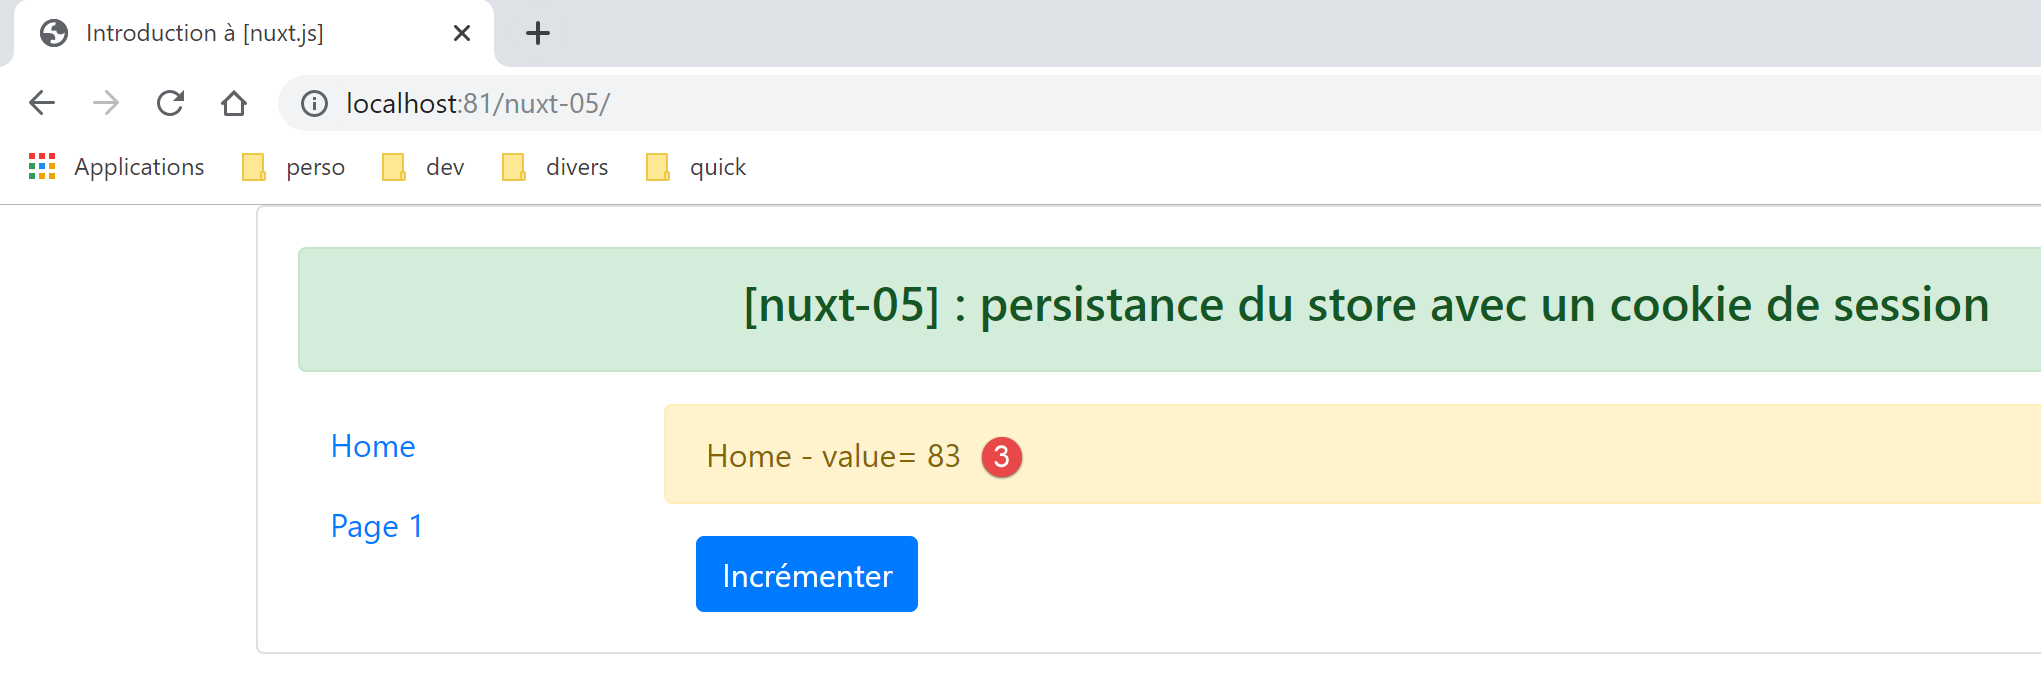 Introduction à [nuxt.js]
localhost:81/nuxt-05/
Applications perso dev divers quick
[nuxt-05] : persistance du store avec un cookie de session
Home
Home - value= 83 3
Page 1
Incrémenter